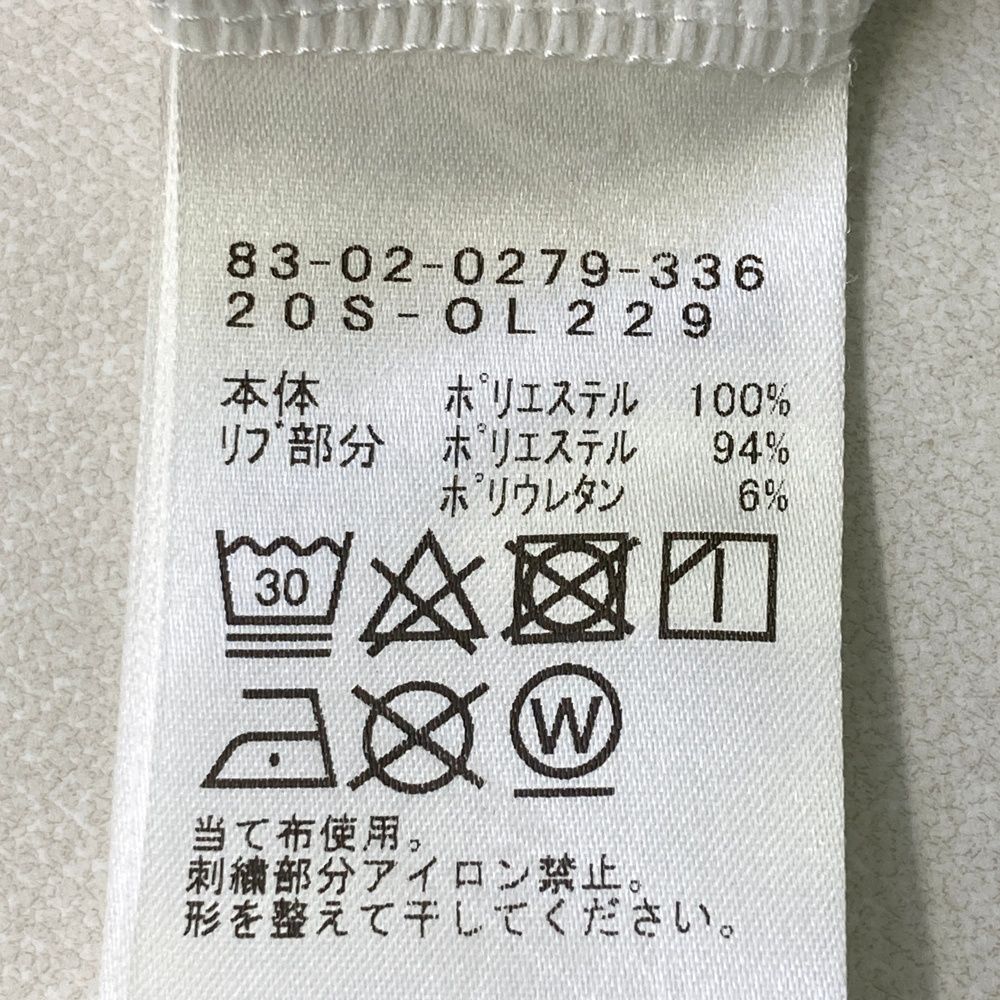 83-02-0279-336
20S-OL229
本体 ポリエステル 100%
リブ部分 ポリエステル 94%
ポリウレタン 6%
30
W
当て布使用。
刺繍部分アイロン禁止。
形を整えて干してください。